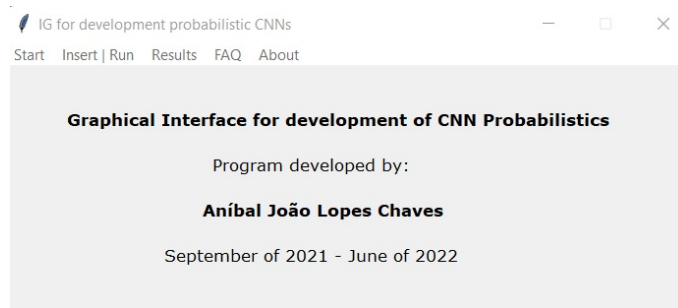 IG for development probabilistic CNNs
Start Insert | Run Results FAQ About
Graphical Interface for development of CNN Probabilistics
Program developed by:
Aníbal João Lopes Chaves
September of 2021 - June of 2022